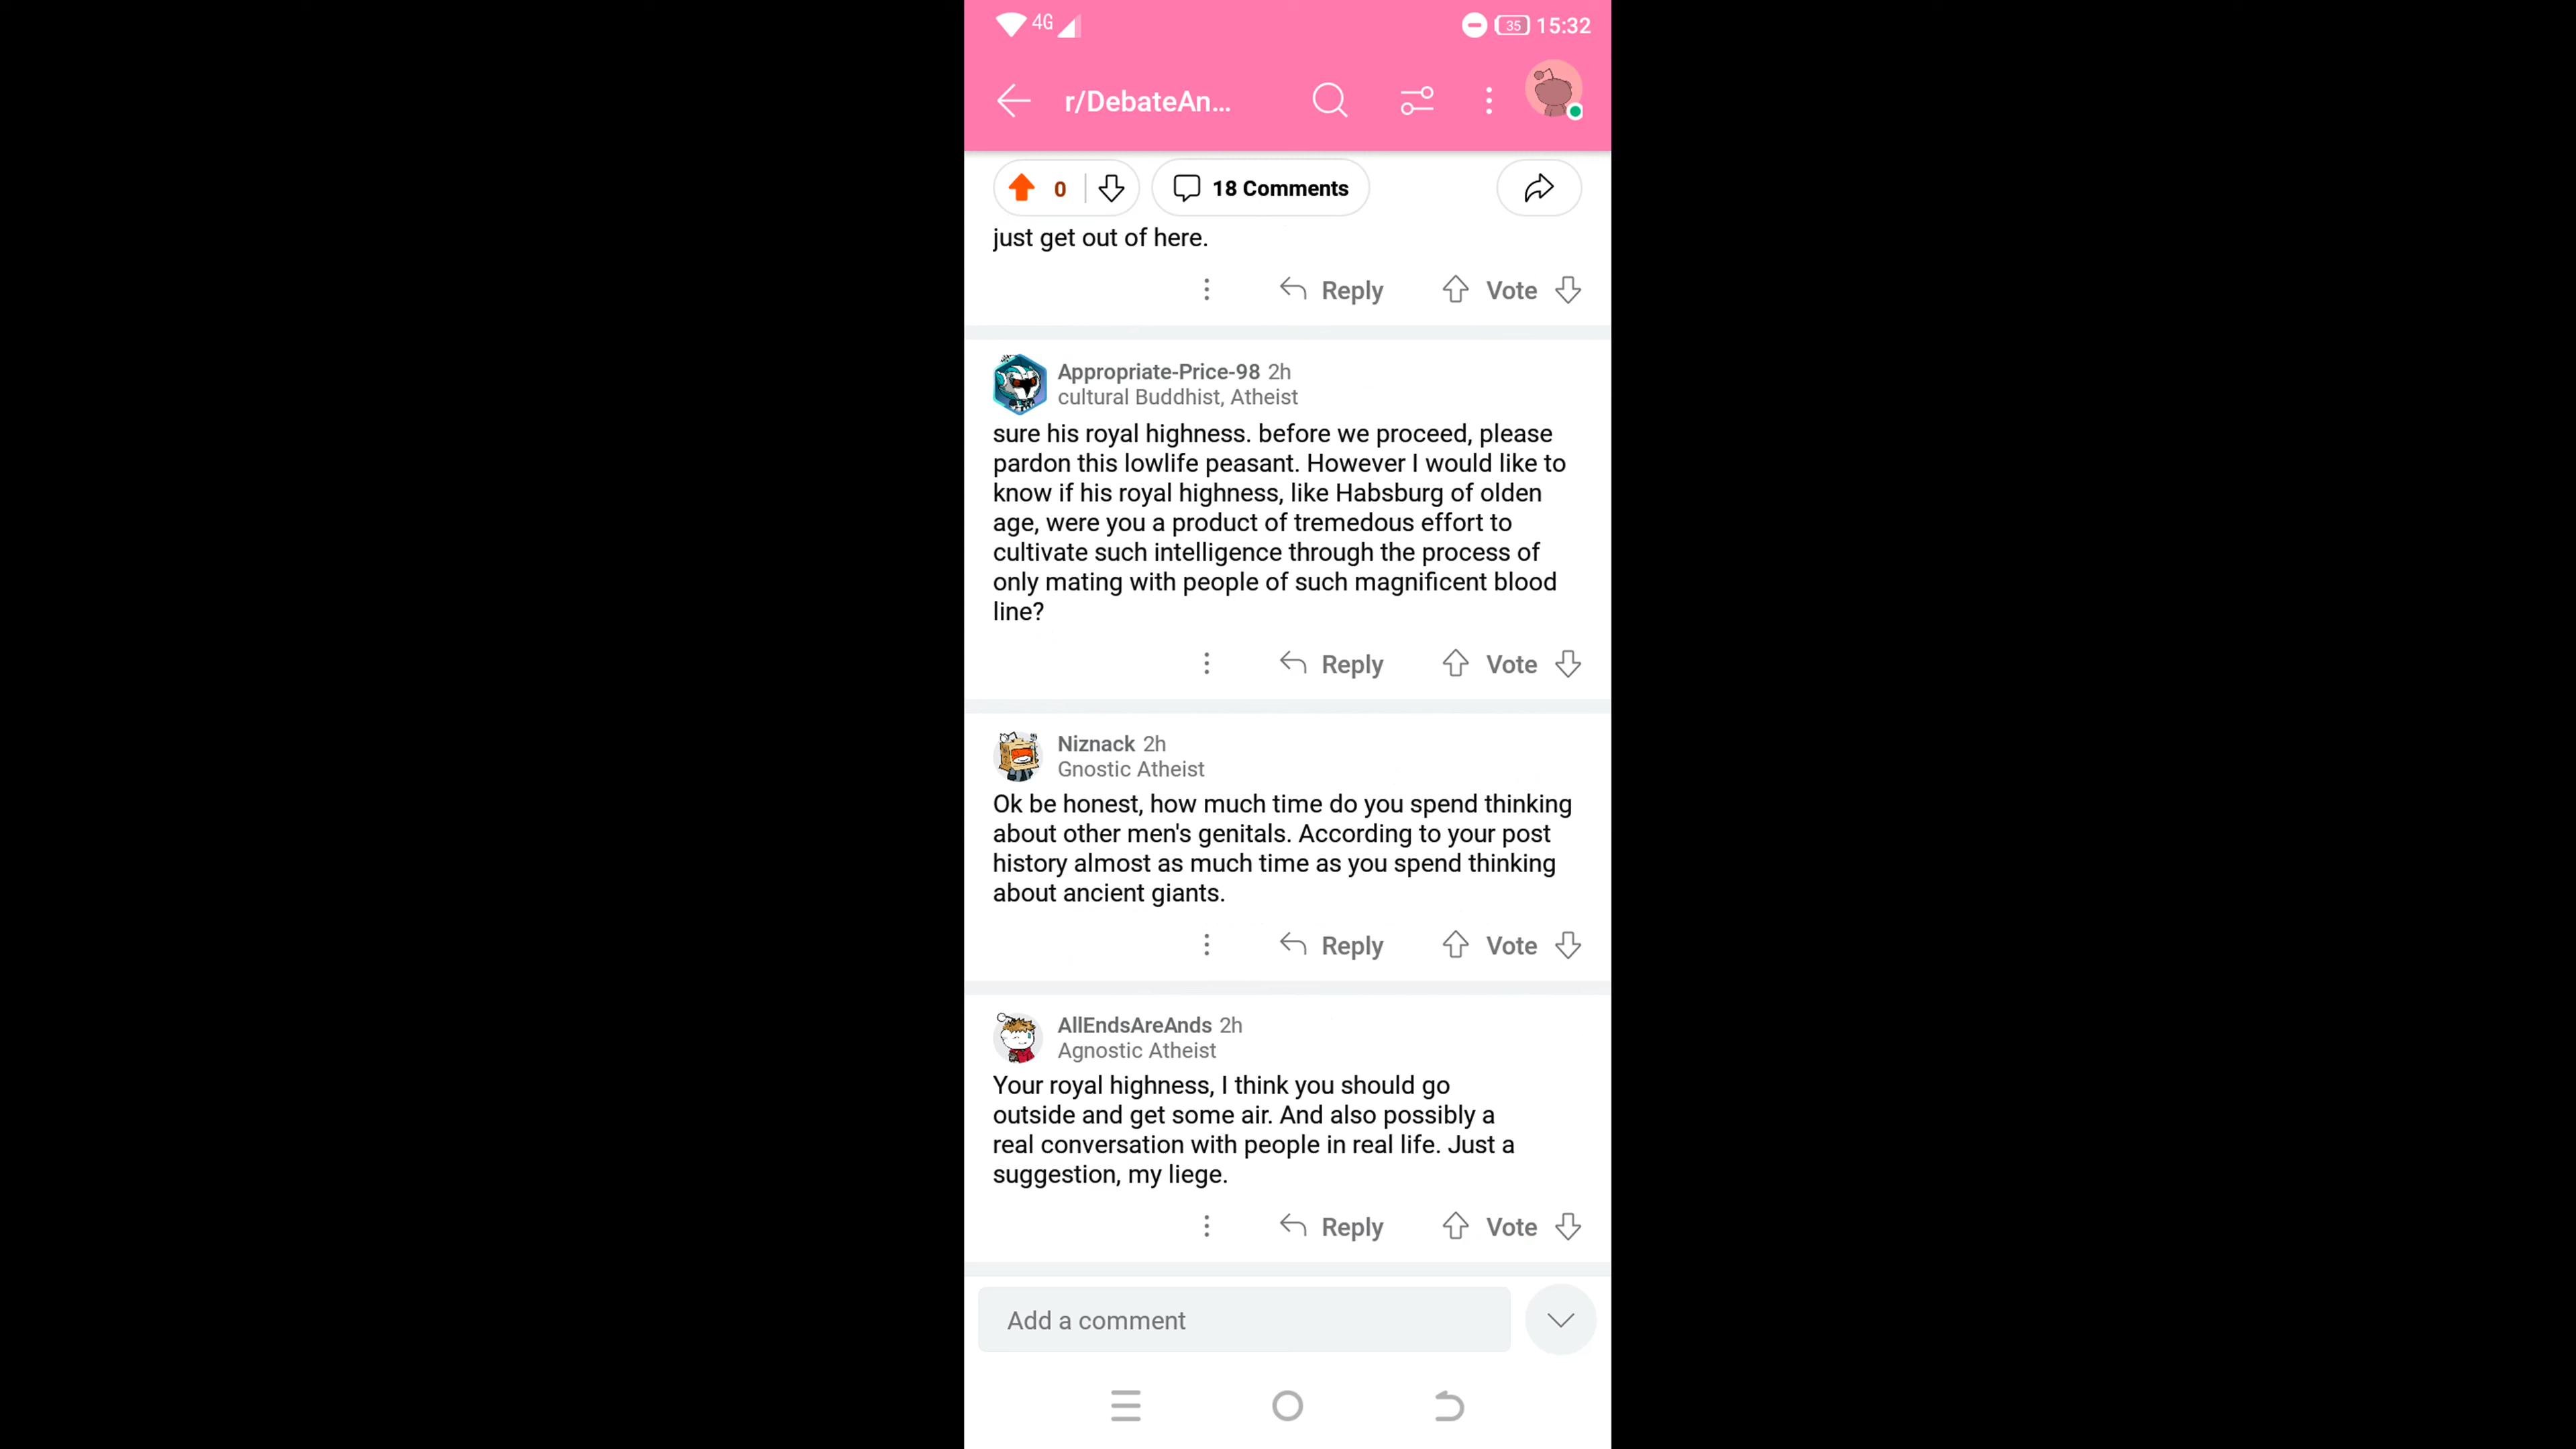 4G 35 15:32
r/DebateAn...
0 18 Comments
just get out of here.
Reply Vote
Appropriate-Price-98 2h
cultural Buddhist, Atheist
sure his royal highness. before we proceed, please
pardon this lowlife peasant. However I would like to
know if his royal highness, like Habsburg of olden
age, were you a product of tremedous effort to
cultivate such intelligence through the process of
only mating with people of such magnificent blood
line?
Reply Vote
Niznack 2h
Gnostic Atheist
Ok be honest, how much time do you spend thinking
about other men's genitals. According to your post
history almost as much time as you spend thinking
about ancient giants.
Reply Vote
AllEndsAreAnds 2h
Agnostic Atheist
Your royal highness, I think you should go
outside and get some air. And also possibly a
real conversation with people in real life. Just a
suggestion, my liege.
Reply Vote
Add a comment